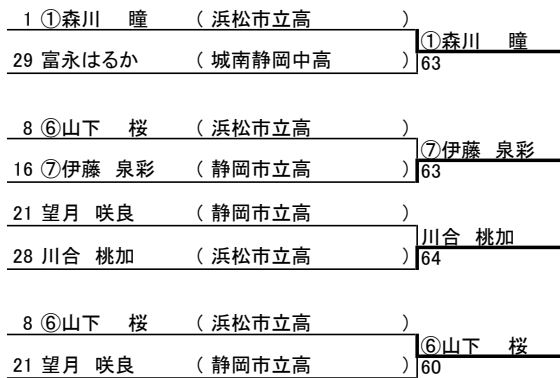 1 ①森川 瞳 ( 浜松市立高 )
①森川 瞳
29 富永はるか ( 城南静岡中高 ) 63
8 ⑥山下 桜 ( 浜松市立高 )
⑦伊藤 泉彩
16 ⑦伊藤 泉彩 ( 静岡市立高 ) 63
21 望月 咲良 ( 静岡市立高 )
川合 桃加
28 川合 桃加 ( 浜松市立高 ) 64
8 ⑥山下 桜 ( 浜松市立高 )
⑥山下 桜
21 望月 咲良 ( 静岡市立高 ) 60